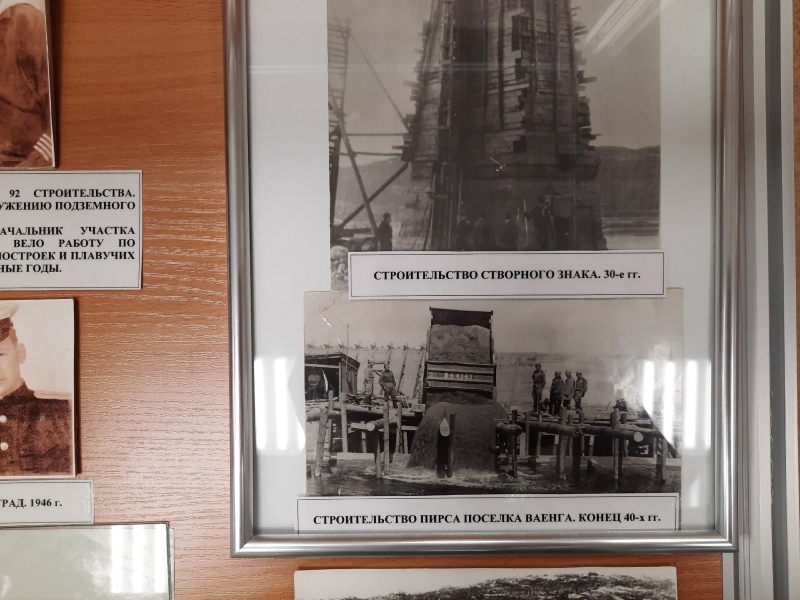 92 СТРОИТЕЛЬСТВА.
УЖЕНИЮ ПОДЗЕМНОГО
АЧАЛЬНИК УЧАСТКА
ВЕЛО РАБОТУ ПО
ПОСТРОЕК И ПЛАВУЧИХ
НЫЕ ГОДЫ.
СТРОИТЕЛЬСТВО СТВОРНОГО ЗНАКА. 30-е гг.
РАД. 1946 г.
СТРОИТЕЛЬСТВО ПИРСА ПОСЕЛКА ВАЕНГА. КОНЕЦ 40-х гг.